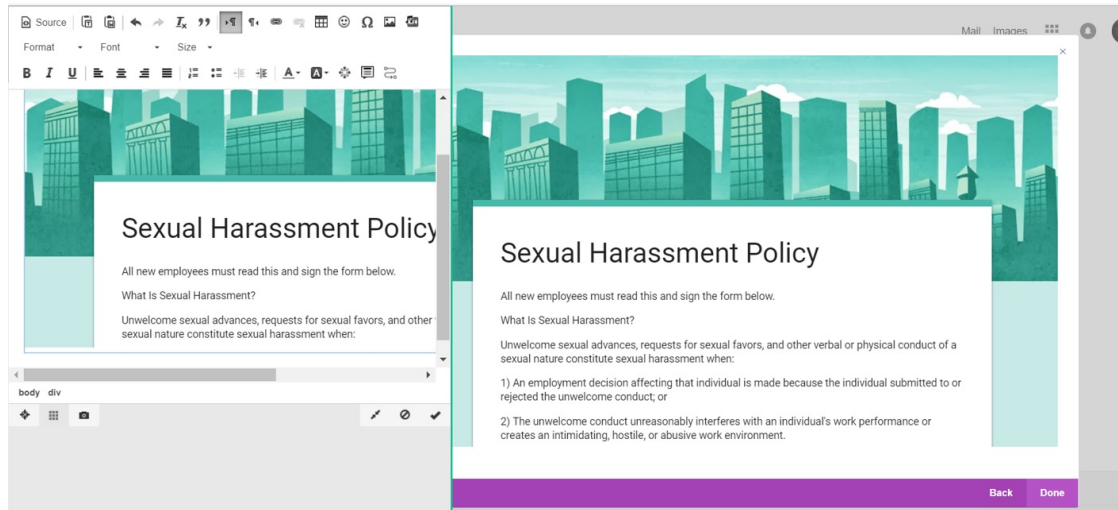 Source
Format
Font
Size
B I U
A
A
Sexual Harassment Policy
All new employees must read this and sign the form below.
What Is Sexual Harassment?
Unwelcome sexual advances, requests for sexual favors, and other
sexual nature constitute sexual harassment when:
body div
Mail Images
×
Sexual Harassment Policy
All new employees must read this and sign the form below.
What Is Sexual Harassment?
Unwelcome sexual advances, requests for sexual favors, and other verbal or physical conduct of a
sexual nature constitute sexual harassment when:
1) An employment decision affecting that individual is made because the individual submitted to or
rejected the unwelcome conduct; or
2) The unwelcome conduct unreasonably interferes with an individual's work performance or
creates an intimidating, hostile, or abusive work environment.
Back Done